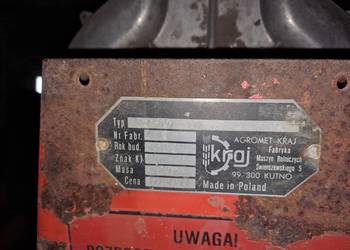 Typ
Nr Fabr.
Rok bud.
Znak KJ
Masa
Cena
kraj
AGROMET-KRAJ
Fabryka
Maszyn Rolniczych
Świerczewskiego 5
99-300 KUTNO
Made in Poland
UWAGA!